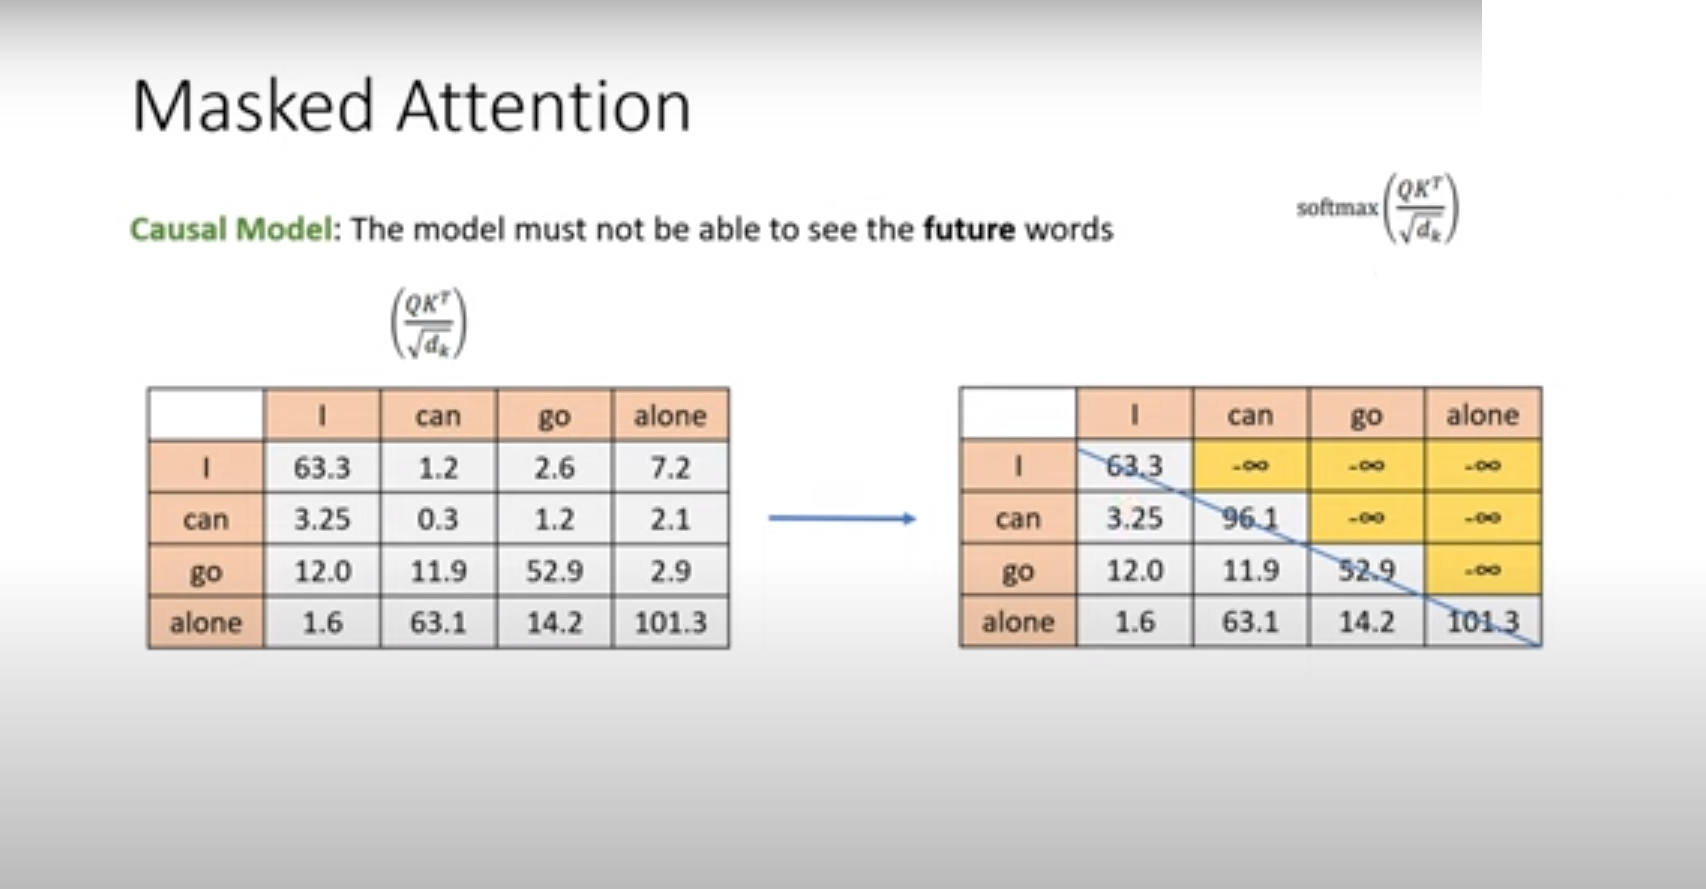 Masked Attention
Causal Model: The model must not be able to see the future words
softmax(QKᵀ/√dₖ)
(QKᵀ/√dₖ)
I can go alone
I 63.3 1.2 2.6 7.2
can 3.25 0.3 1.2 2.1
go 12.0 11.9 52.9 2.9
alone 1.6 63.1 14.2 101.3
I can go alone
I 63.3 -∞ -∞ -∞
can 3.25 96.1 -∞ -∞
go 12.0 11.9 52.9 -∞
alone 1.6 63.1 14.2 101.3